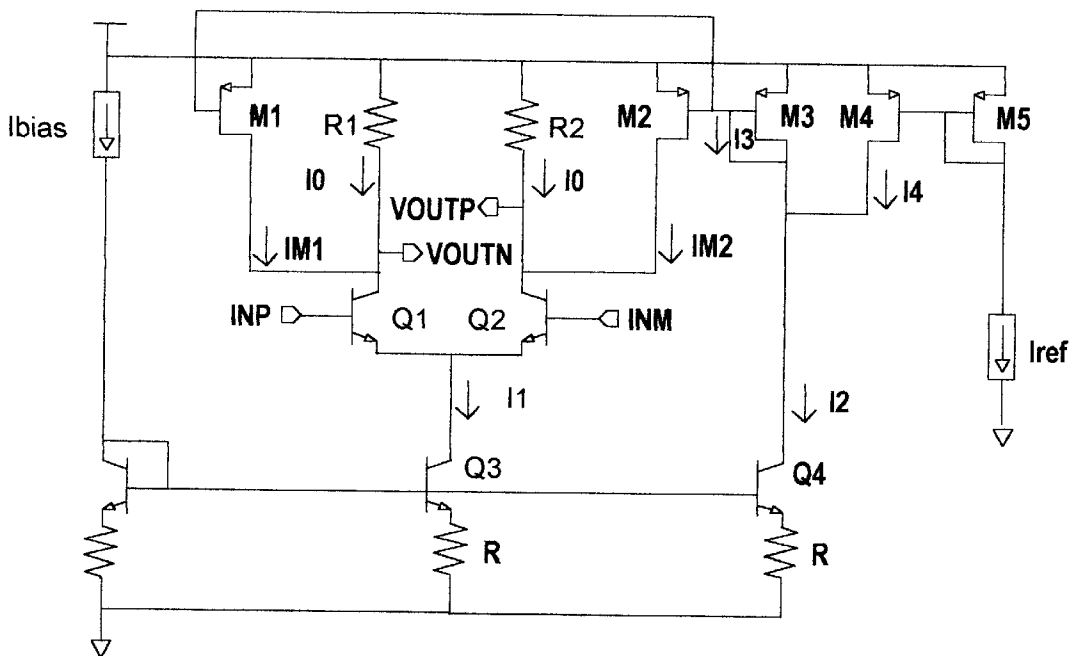 Ibias
M1
R1
R2
M2
M3
M4
M5
I3
I0
I0
I4
VOUTP
IM1
VOUTN
IM2
INP
Q1
Q2
INM
Iref
I1
I2
Q3
Q4
R
R